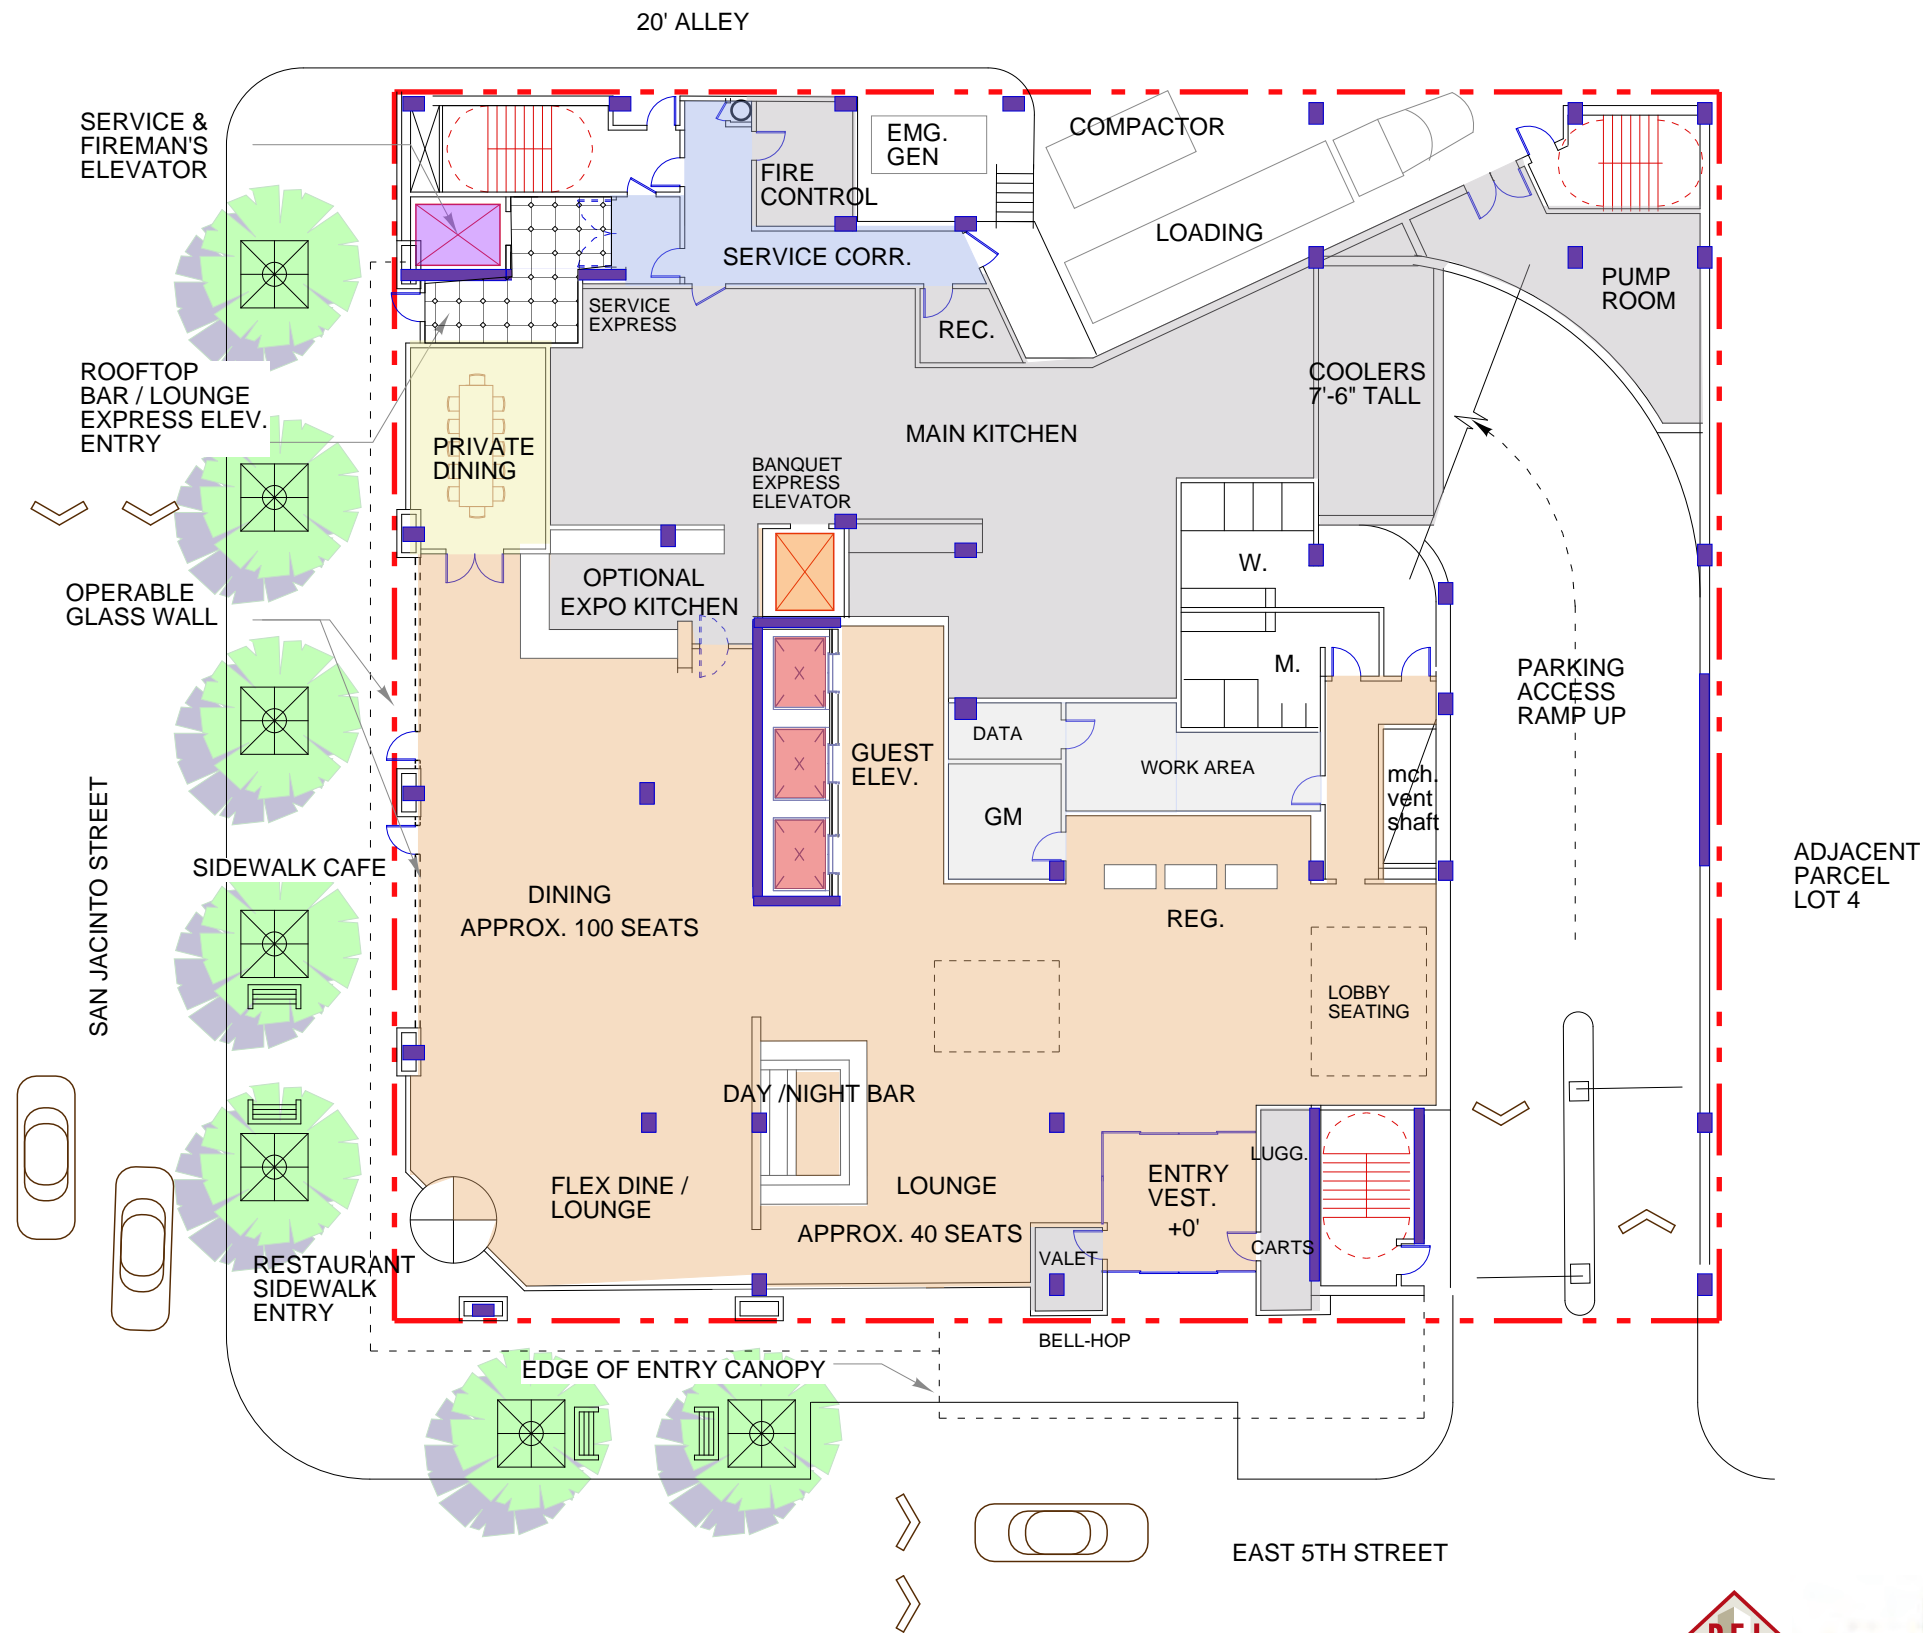 20' ALLEY
SERVICE &
FIREMAN'S
ELEVATOR
EMG.
GEN
COMPACTOR
FIRE
CONTROL
LOADING
SERVICE CORR.
PUMP
ROOM
SERVICE
EXPRESS
REC.
ROOFTOP
BAR / LOUNGE
EXPRESS ELEV.
ENTRY
COOLERS
7'-6" TALL
PRIVATE
DINING
MAIN KITCHEN
BANQUET
EXPRESS
ELEVATOR
OPERABLE
GLASS WALL
OPTIONAL
EXPO KITCHEN
W.
M.
PARKING
ACCESS
RAMP UP
DATA
GUEST
ELEV.
WORK AREA
mch.
vent
shaft
GM
SAN JACINTO STREET
SIDEWALK CAFE
ADJACENT
PARCEL
LOT 4
DINING
APPROX. 100 SEATS
REG.
LOBBY
SEATING
DAY /NIGHT BAR
LUGG.
FLEX DINE /
LOUNGE
LOUNGE
APPROX. 40 SEATS
ENTRY
VEST.
+0'
VALET
CARTS
RESTAURANT
SIDEWALK
ENTRY
BELL-HOP
EDGE OF ENTRY CANOPY
EAST 5TH STREET